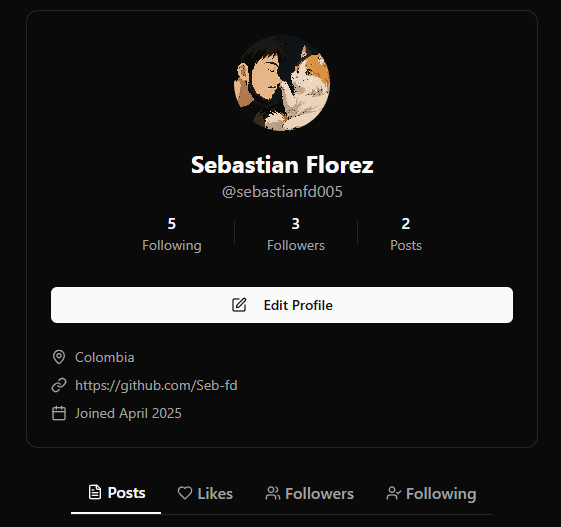 Sebastian Florez
@sebastianfd005
5 3 2
Following Followers Posts
Edit Profile
Colombia
https://github.com/Seb-fd
Joined April 2025
Posts Likes Followers Following